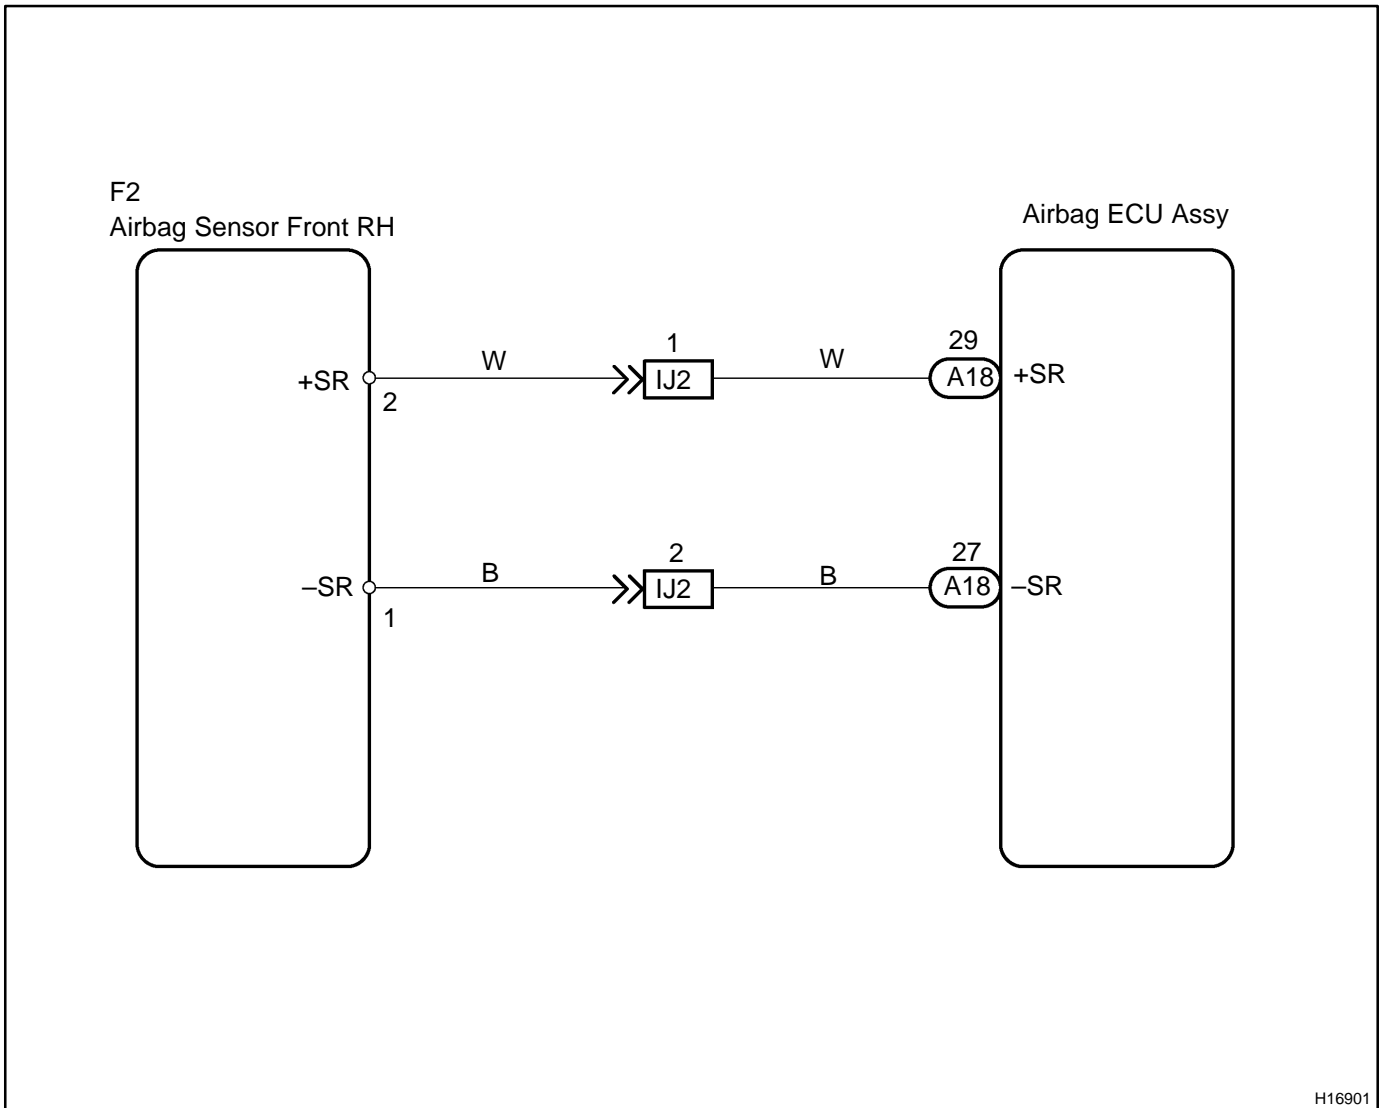 F2
Airbag Sensor Front RH
Airbag ECU Assy
+SR
2
W
1
IJ2
W
29
A18
+SR
–SR
1
B
2
IJ2
B
27
A18
–SR
H16901